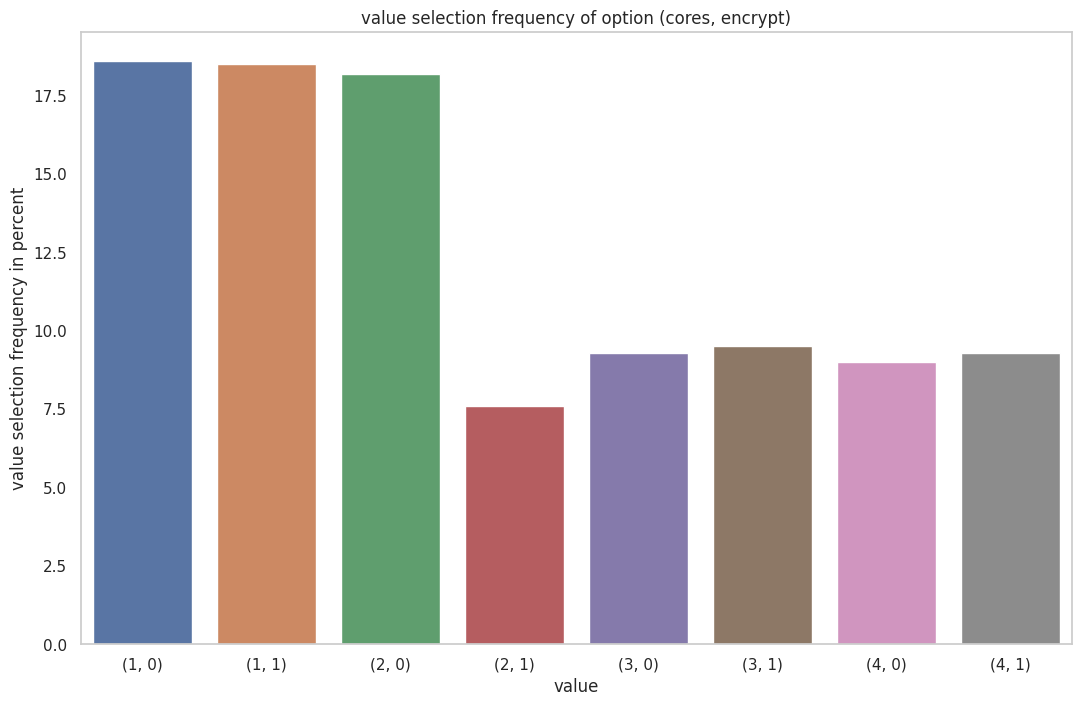 value selection frequency of option (cores, encrypt)
value selection frequency in percent
17.5
15.0
12.5
10.0
7.5
5.0
2.5
0.0
(1, 0) (1, 1) (2, 0) (2, 1) (3, 0) (3, 1) (4, 0) (4, 1)
value